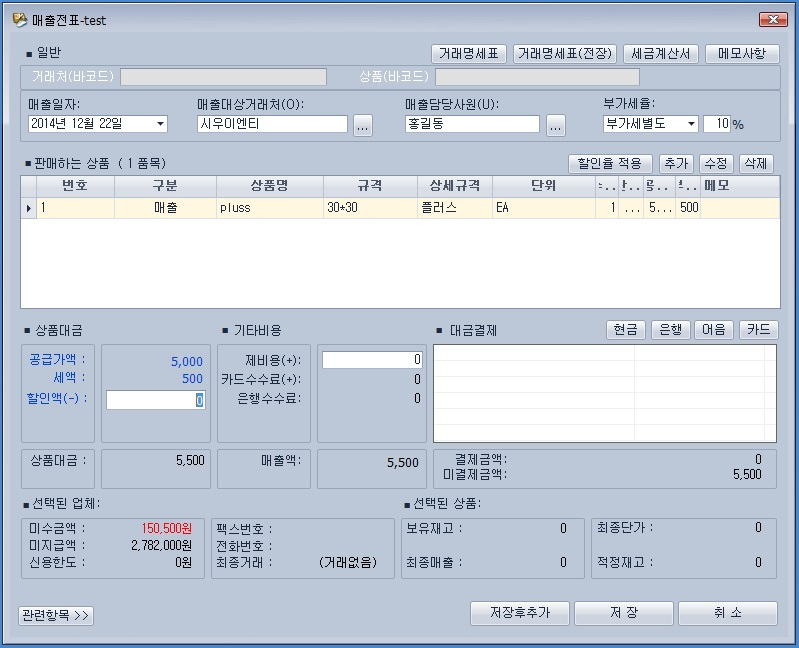 매출전표-test
■ 일반
거래명세표 거래명세표(전장) 세금계산서 메모사항
거래처(바코드) 상품(바코드)
매출일자: 매출대상거래처(O): 매출담당사원(U): 부가세율:
2014년 12월 22일 시우이엔티 ... 홍길동 ... 부가세별도 10 %
■ 판매하는 상품 ( 1 품목) 할인율 적용 추가 수정 삭제
번호 구분 상품명 규격 상세규격 단위 메모
1 매출 pluss 30*30 플러스 EA 1 ... 5... 500
■ 상품대금 ■ 기타비용 ■ 대금결제 현금 은행 어음 카드
공급가액 : 5,000 제비용(+): 0
세액 : 500 카드수수료(+): 0
할인액(-) : 0 은행수수료: 0
상품대금 : 5,500 매출액: 5,500 결제금액: 0
미결제금액: 5,500
■ 선택된 업체: ■ 선택된 상품:
미수금액 : 150,500원 팩스번호 : 보유재고 : 0 최종단가 : 0
미지급액 : 2,782,000원 전화번호 :
신용한도 : 0원 최종거래 : (거래없음) 최종매출 : 0 적정재고 : 0
관련항목 >> 저장후추가 저 장 취 소